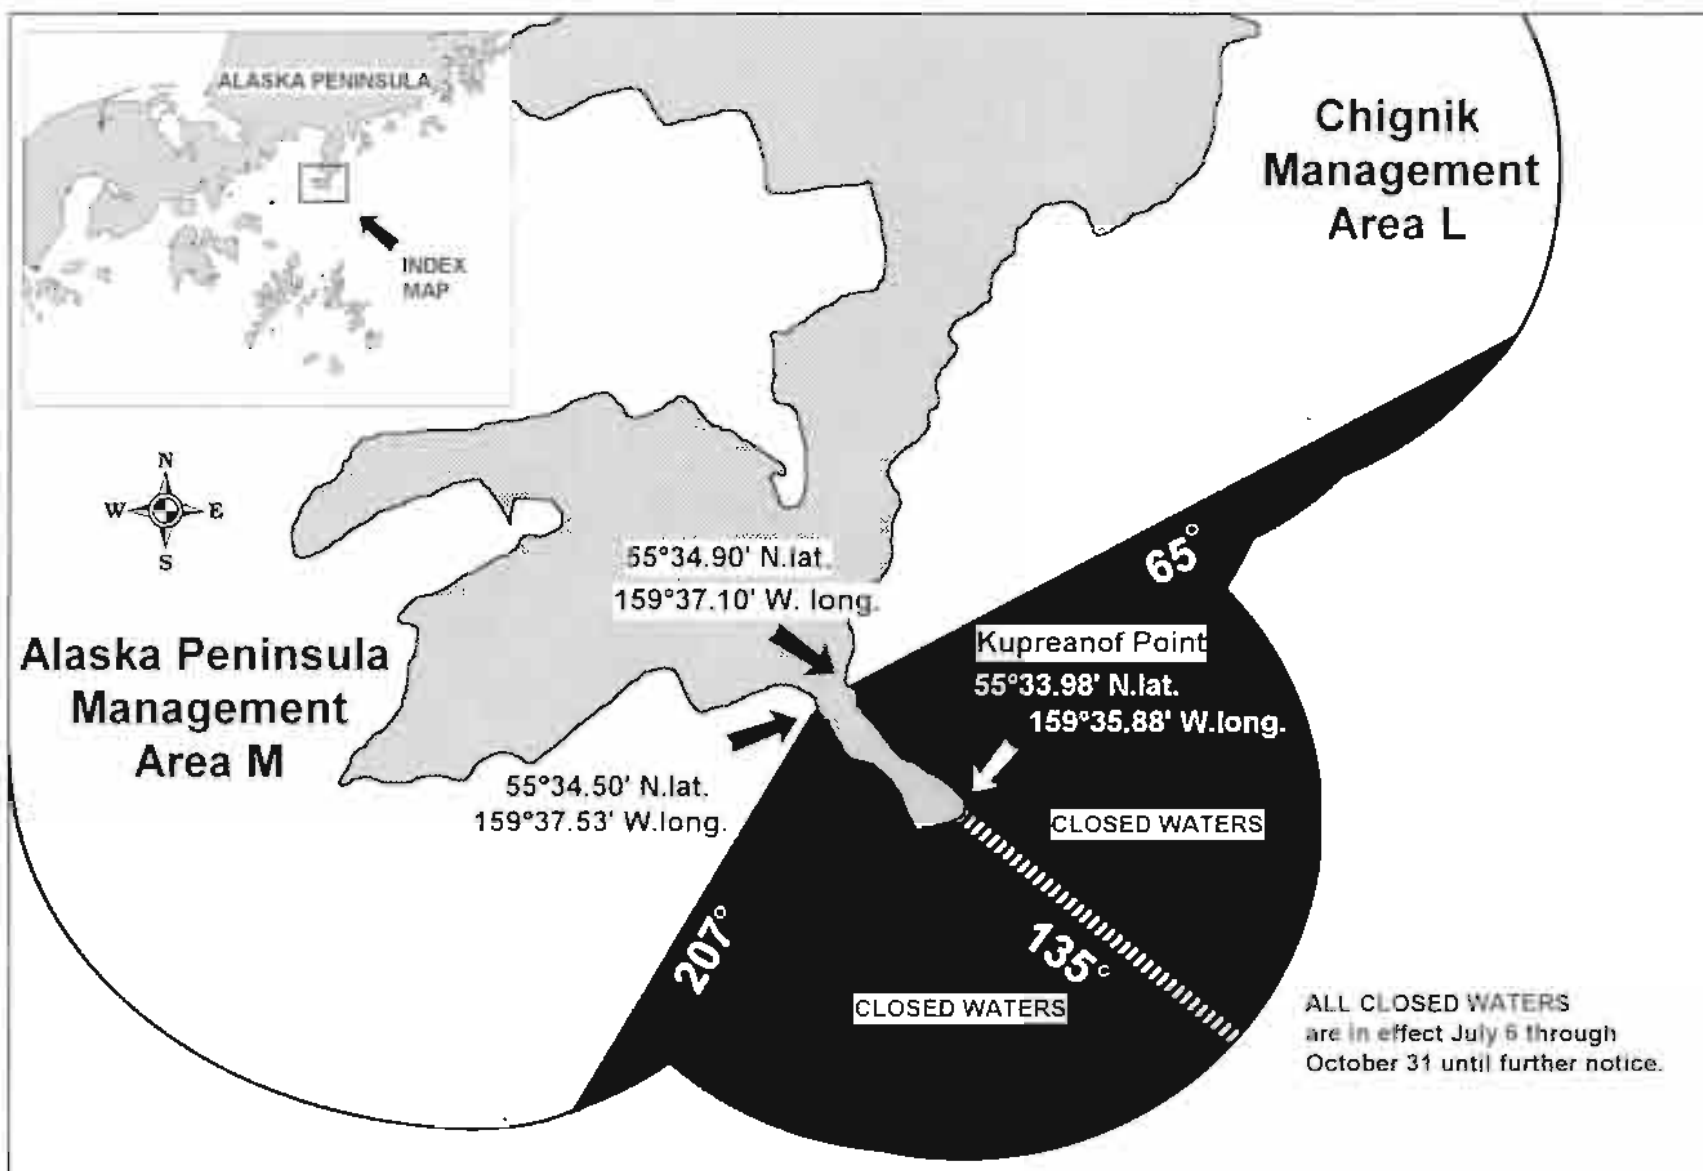 ALASKA PENINSULA
INDEX
MAP
Chignik
Management
Area L
N
W
E
S
65°
55°34.90' N.lat.
159°37.10' W. long.
Kupreanof Point
55°33.98' N.lat.
159°35.88' W.long.
Alaska Peninsula
Management
Area M
55°34.50' N.lat.
159°37.53' W.long.
CLOSED WATERS
207°
135°
CLOSED WATERS
ALL CLOSED WATERS
are in effect July 6 through
October 31 until further notice.